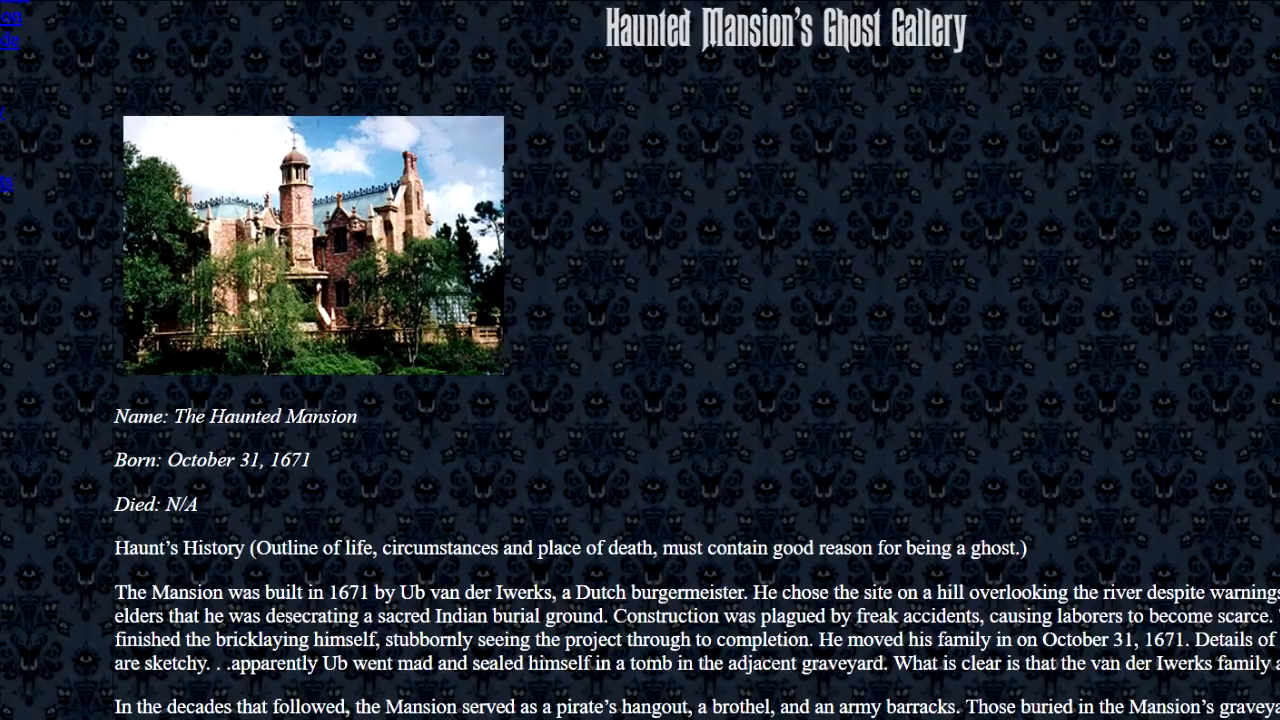 Haunted Mansion's Ghost Gallery
en
de
Name: The Haunted Mansion
Born: October 31, 1671
Died: N/A
Haunt’s History (Outline of life, circumstances and place of death, must contain good reason for being a ghost.)
The Mansion was built in 1671 by Ub van der Iwerks, a Dutch burgermeister. He chose the site on a hill overlooking the river despite warnings
elders that he was desecrating a sacred Indian burial ground. Construction was plagued by freak accidents, causing laborers to become scarce.
finished the bricklaying himself, stubbornly seeing the project through to completion. He moved his family in on October 31, 1671. Details of
are sketchy. . .apparently Ub went mad and sealed himself in a tomb in the adjacent graveyard. What is clear is that the van der Iwerks family
In the decades that followed, the Mansion served as a pirate’s hangout, a brothel, and an army barracks. Those buried in the Mansion’s